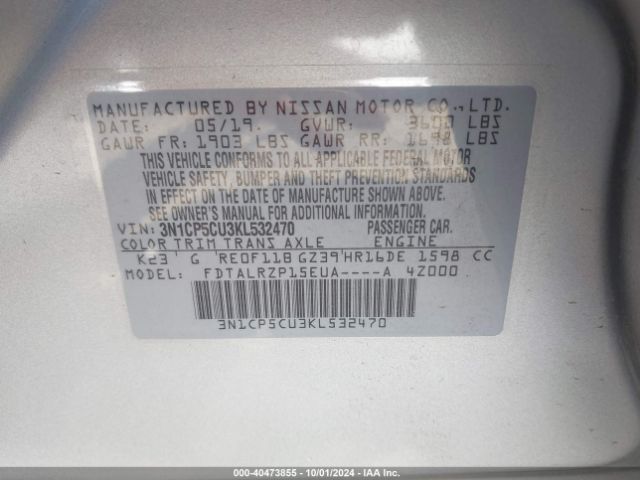 MANUFACTURED BY NISSAN MOTOR CO.,LTD.
DATE: 05/19. GVWR: 3600 LBS
GAWR FR: 1903 LBS GAWR RR: 1698 LBS
THIS VEHICLE CONFORMS TO ALL APPLICABLE FEDERAL MOTOR
VEHICLE SAFETY, BUMPER AND THEFT PREVENTION STANDARDS
IN EFFECT ON THE DATE OF MANUFACTURE SHOWN ABOVE.
SEE OWNER'S MANUAL FOR ADDITIONAL INFORMATION.
VIN: 3N1CP5CU3KL532470 PASSENGER CAR.
COLOR TRIM TRANS AXLE ENGINE
K23 G RE0F11B GZ39 HR16DE 1598 CC
MODEL: FDTALRZP15EUA----A 4Z000
3N1CP5CU3KL532470
000-40473855 | 10/01/2024 | IAAI.COM